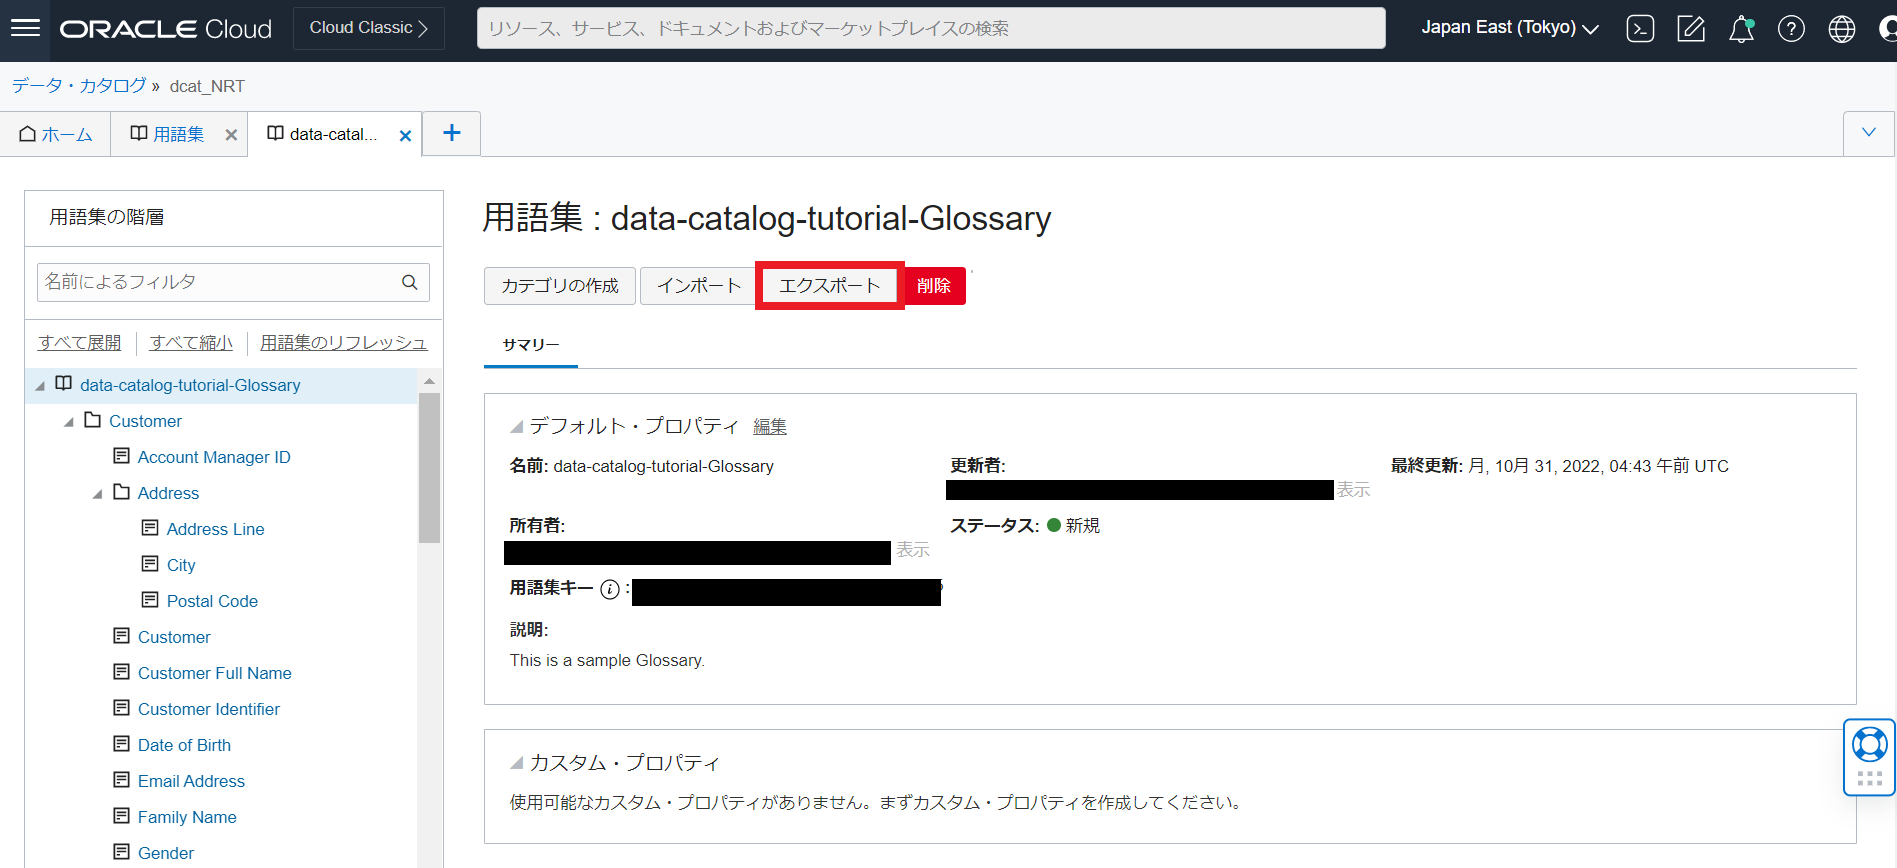 ORACLE Cloud
Cloud Classic
リソース、サービス、ドキュメントおよびマーケットプレイスの検索
Japan East (Tokyo)
データ・カタログ » dcat_NRT
ホーム
用語集
data-catal...
用語集の階層
名前によるフィルタ
すべて展開
すべて縮小
用語集のリフレッシュ
data-catalog-tutorial-Glossary
Customer
Account Manager ID
Address
Address Line
City
Postal Code
Customer
Customer Full Name
Customer Identifier
Date of Birth
Email Address
Family Name
Gender
用語集 : data-catalog-tutorial-Glossary
カテゴリの作成
インポート
エクスポート
削除
サマリー
デフォルト・プロパティ 編集
名前: data-catalog-tutorial-Glossary
更新者:
表示
最終更新: 月, 10月 31, 2022, 04:43 午前 UTC
所有者:
表示
ステータス: 新規
用語集キー :
説明:
This is a sample Glossary.
カスタム・プロパティ
使用可能なカスタム・プロパティがありません。まずカスタム・プロパティを作成してください。